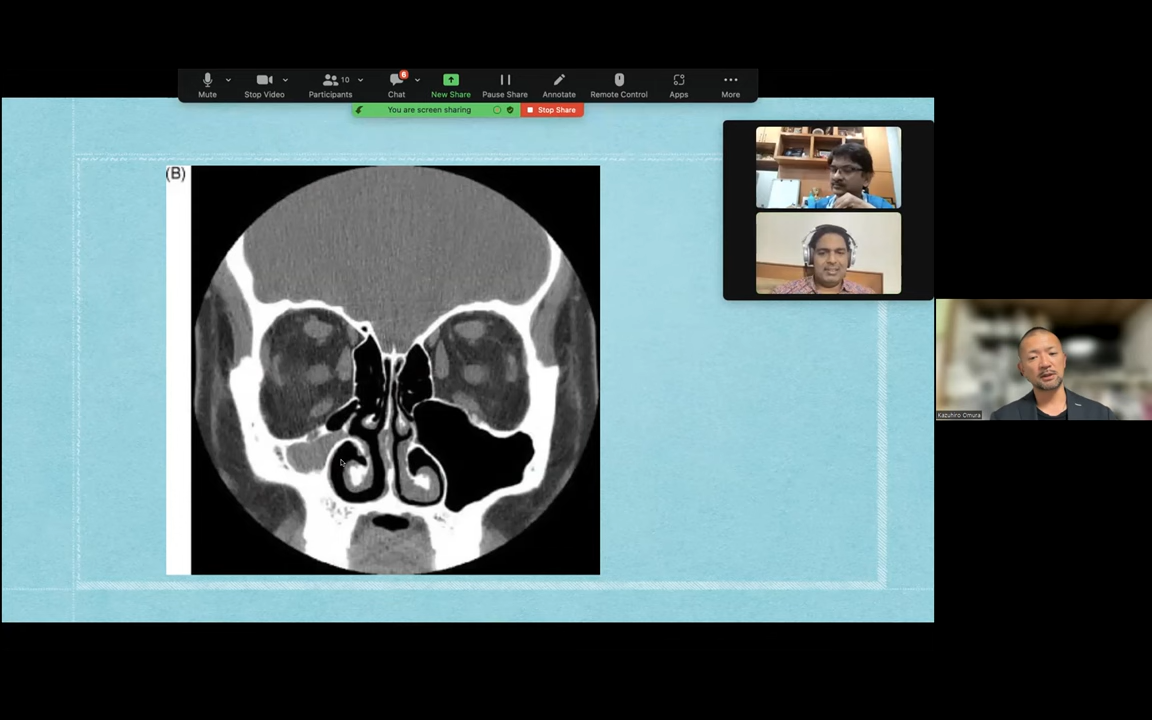 10
6
Mute
Stop Video
Participants
Chat
New Share
Pause Share
Annotate
Remote Control
Apps
More
You are screen sharing
Stop Share
(B)
Kazuhiro Omura